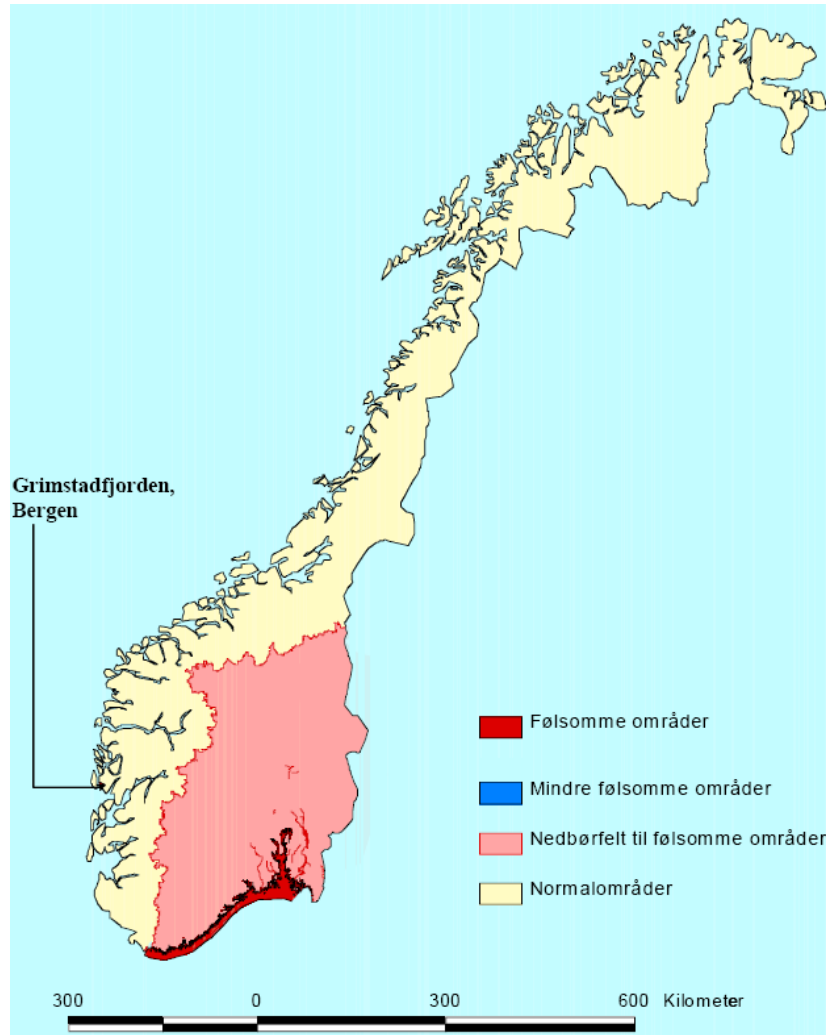 Grimstadfjorden,
Bergen
Følsomme områder
Mindre følsomme områder
Nedbørfelt til følsomme områder
Normalområder
300 0 300 600 Kilometer